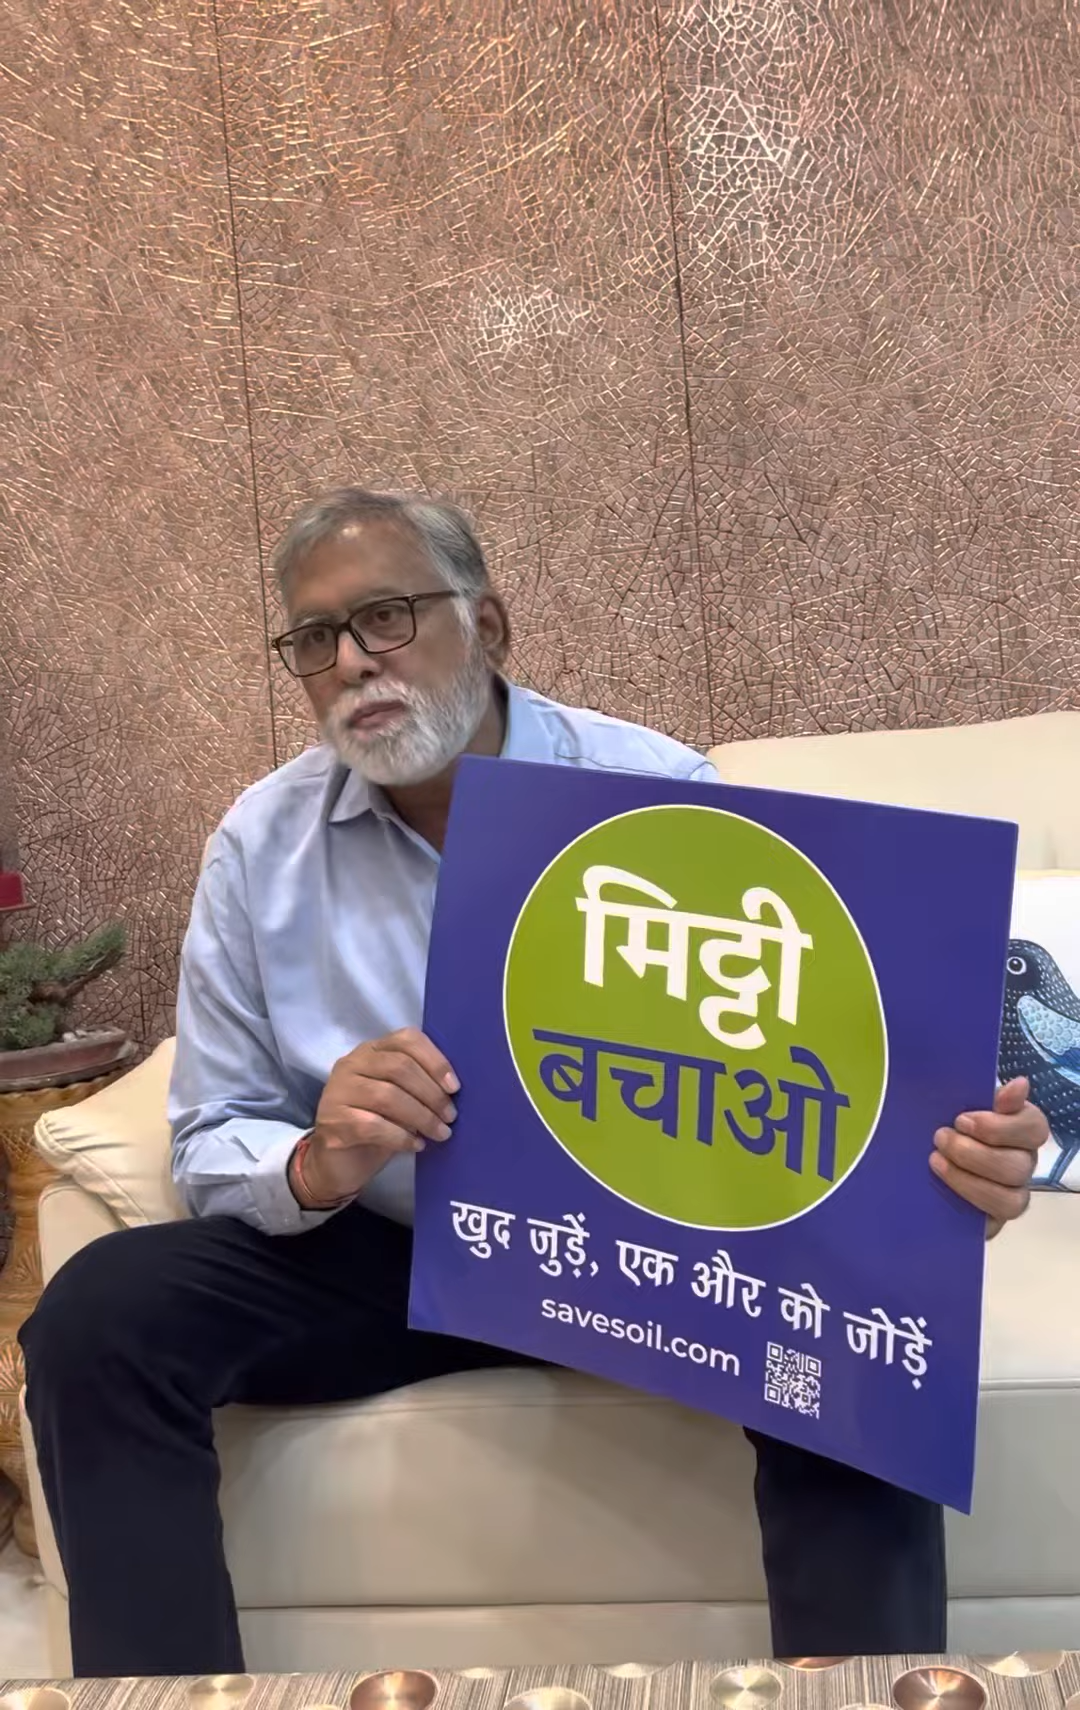 मिट्टी
बचाओ
खुद जुड़ें, एक और को जोड़ें
savesoil.com